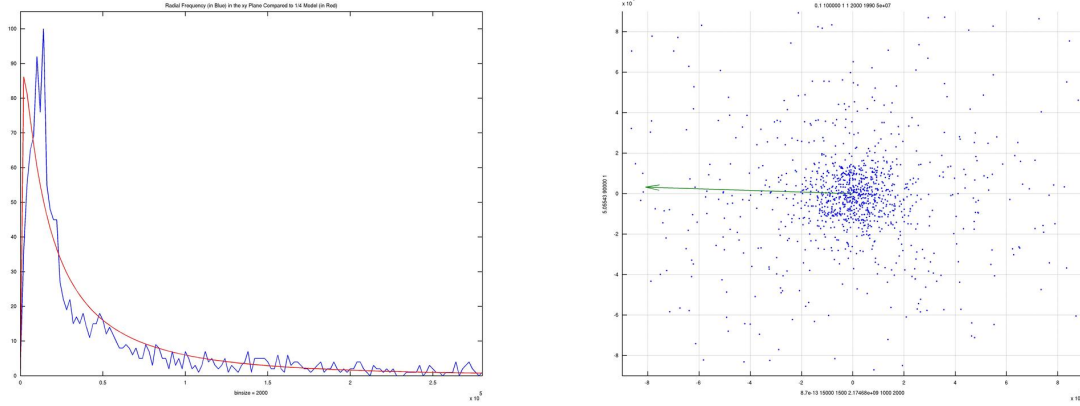 Radial Frequency (in Blue) in the xy Plane Compared to 1/4 Model (in Red)
100
90
80
70
60
50
40
30
20
10
0
0 0.5 1 1.5 2 2.5
x 10^5
binsize = 2000
0.1 100000 1 1 2000 1990 5e+07
x 10
8
6
4
2
0
-2
-4
-6
-8
-8 -6 -4 -2 0 2 4 6 8
x 10
8.7e-13 15000 1500 2.17468e+09 1000 2000